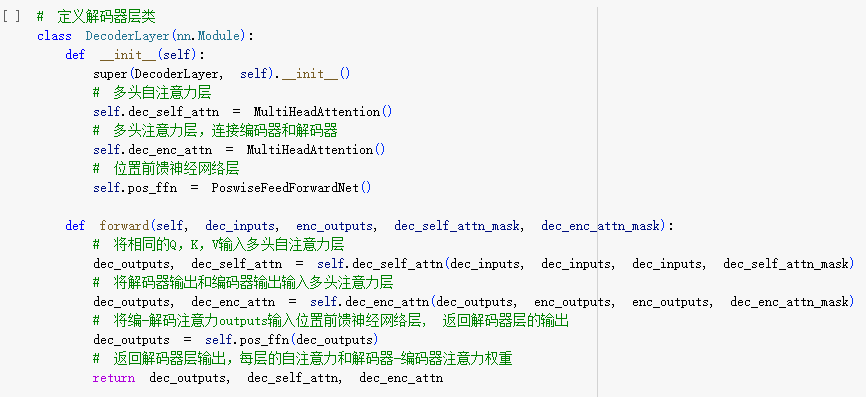 [ ] # 定义解码器层类
class DecoderLayer(nn.Module):
def __init__(self):
super(DecoderLayer, self).__init__()
# 多头自注意力层
self.dec_self_attn = MultiHeadAttention()
# 多头注意力层，连接编码器和解码器
self.dec_enc_attn = MultiHeadAttention()
# 位置前馈神经网络层
self.pos_ffn = PoswiseFeedForwardNet()
def forward(self, dec_inputs, enc_outputs, dec_self_attn_mask, dec_enc_attn_mask):
# 将相同的Q，K，V输入多头自注意力层
dec_outputs, dec_self_attn = self.dec_self_attn(dec_inputs, dec_inputs, dec_inputs, dec_self_attn_mask)
# 将解码器输出和编码器输出输入多头注意力层
dec_outputs, dec_enc_attn = self.dec_enc_attn(dec_outputs, enc_outputs, enc_outputs, dec_enc_attn_mask)
# 将编-解码注意力outputs输入位置前馈神经网络层， 返回解码器层的输出
dec_outputs = self.pos_ffn(dec_outputs)
# 返回解码器层输出，每层的自注意力和解码器-编码器注意力权重
return dec_outputs, dec_self_attn, dec_enc_attn